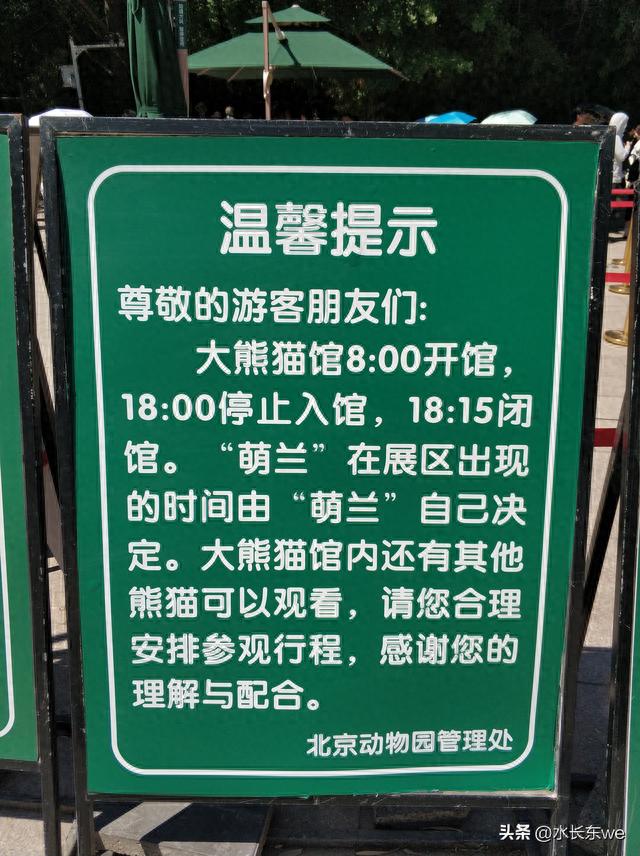 温馨提示
尊敬的游客朋友们:
大熊猫馆8:00开馆，
18:00停止入馆，18:15闭
馆。“萌兰”在展区出现
的时间由“萌兰”自己决
定。大熊猫馆内还有其他
熊猫可以观看，请您合理
安排参观行程，感谢您的
理解与配合。
北京动物园管理处
头条 @水长东we